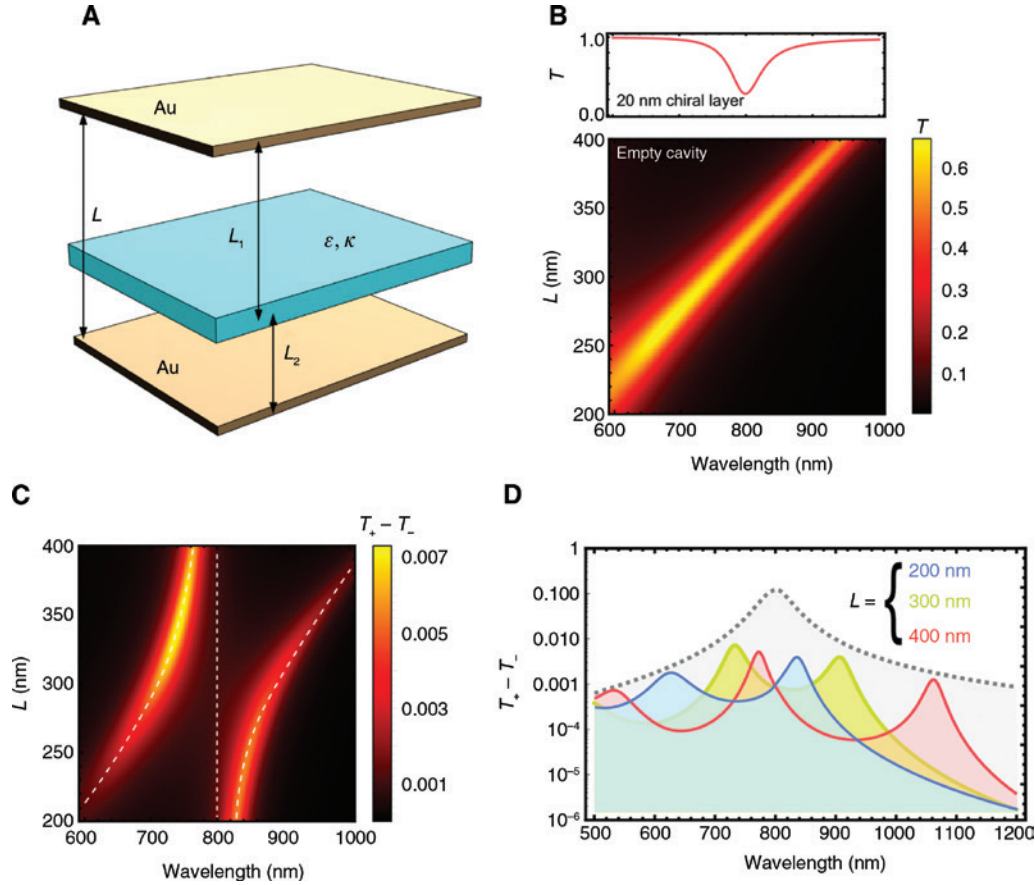 A
Au
L
L1
ε, κ
L2
Au
B
1.0
T
0.0
20 nm chiral layer
Empty cavity
T
400
350
300
250
200
L (nm)
600 700 800 900 1000
Wavelength (nm)
0.6
0.5
0.4
0.3
0.2
0.1
C
T+ − T−
400
350
300
250
200
L (nm)
600 700 800 900 1000
Wavelength (nm)
0.007
0.005
0.003
0.001
D
1
0.100
0.010
0.001
10−4
10−5
10−6
T+ − T−
L = {
200 nm
300 nm
400 nm
500 600 700 800 900 1000 1100 1200
Wavelength (nm)